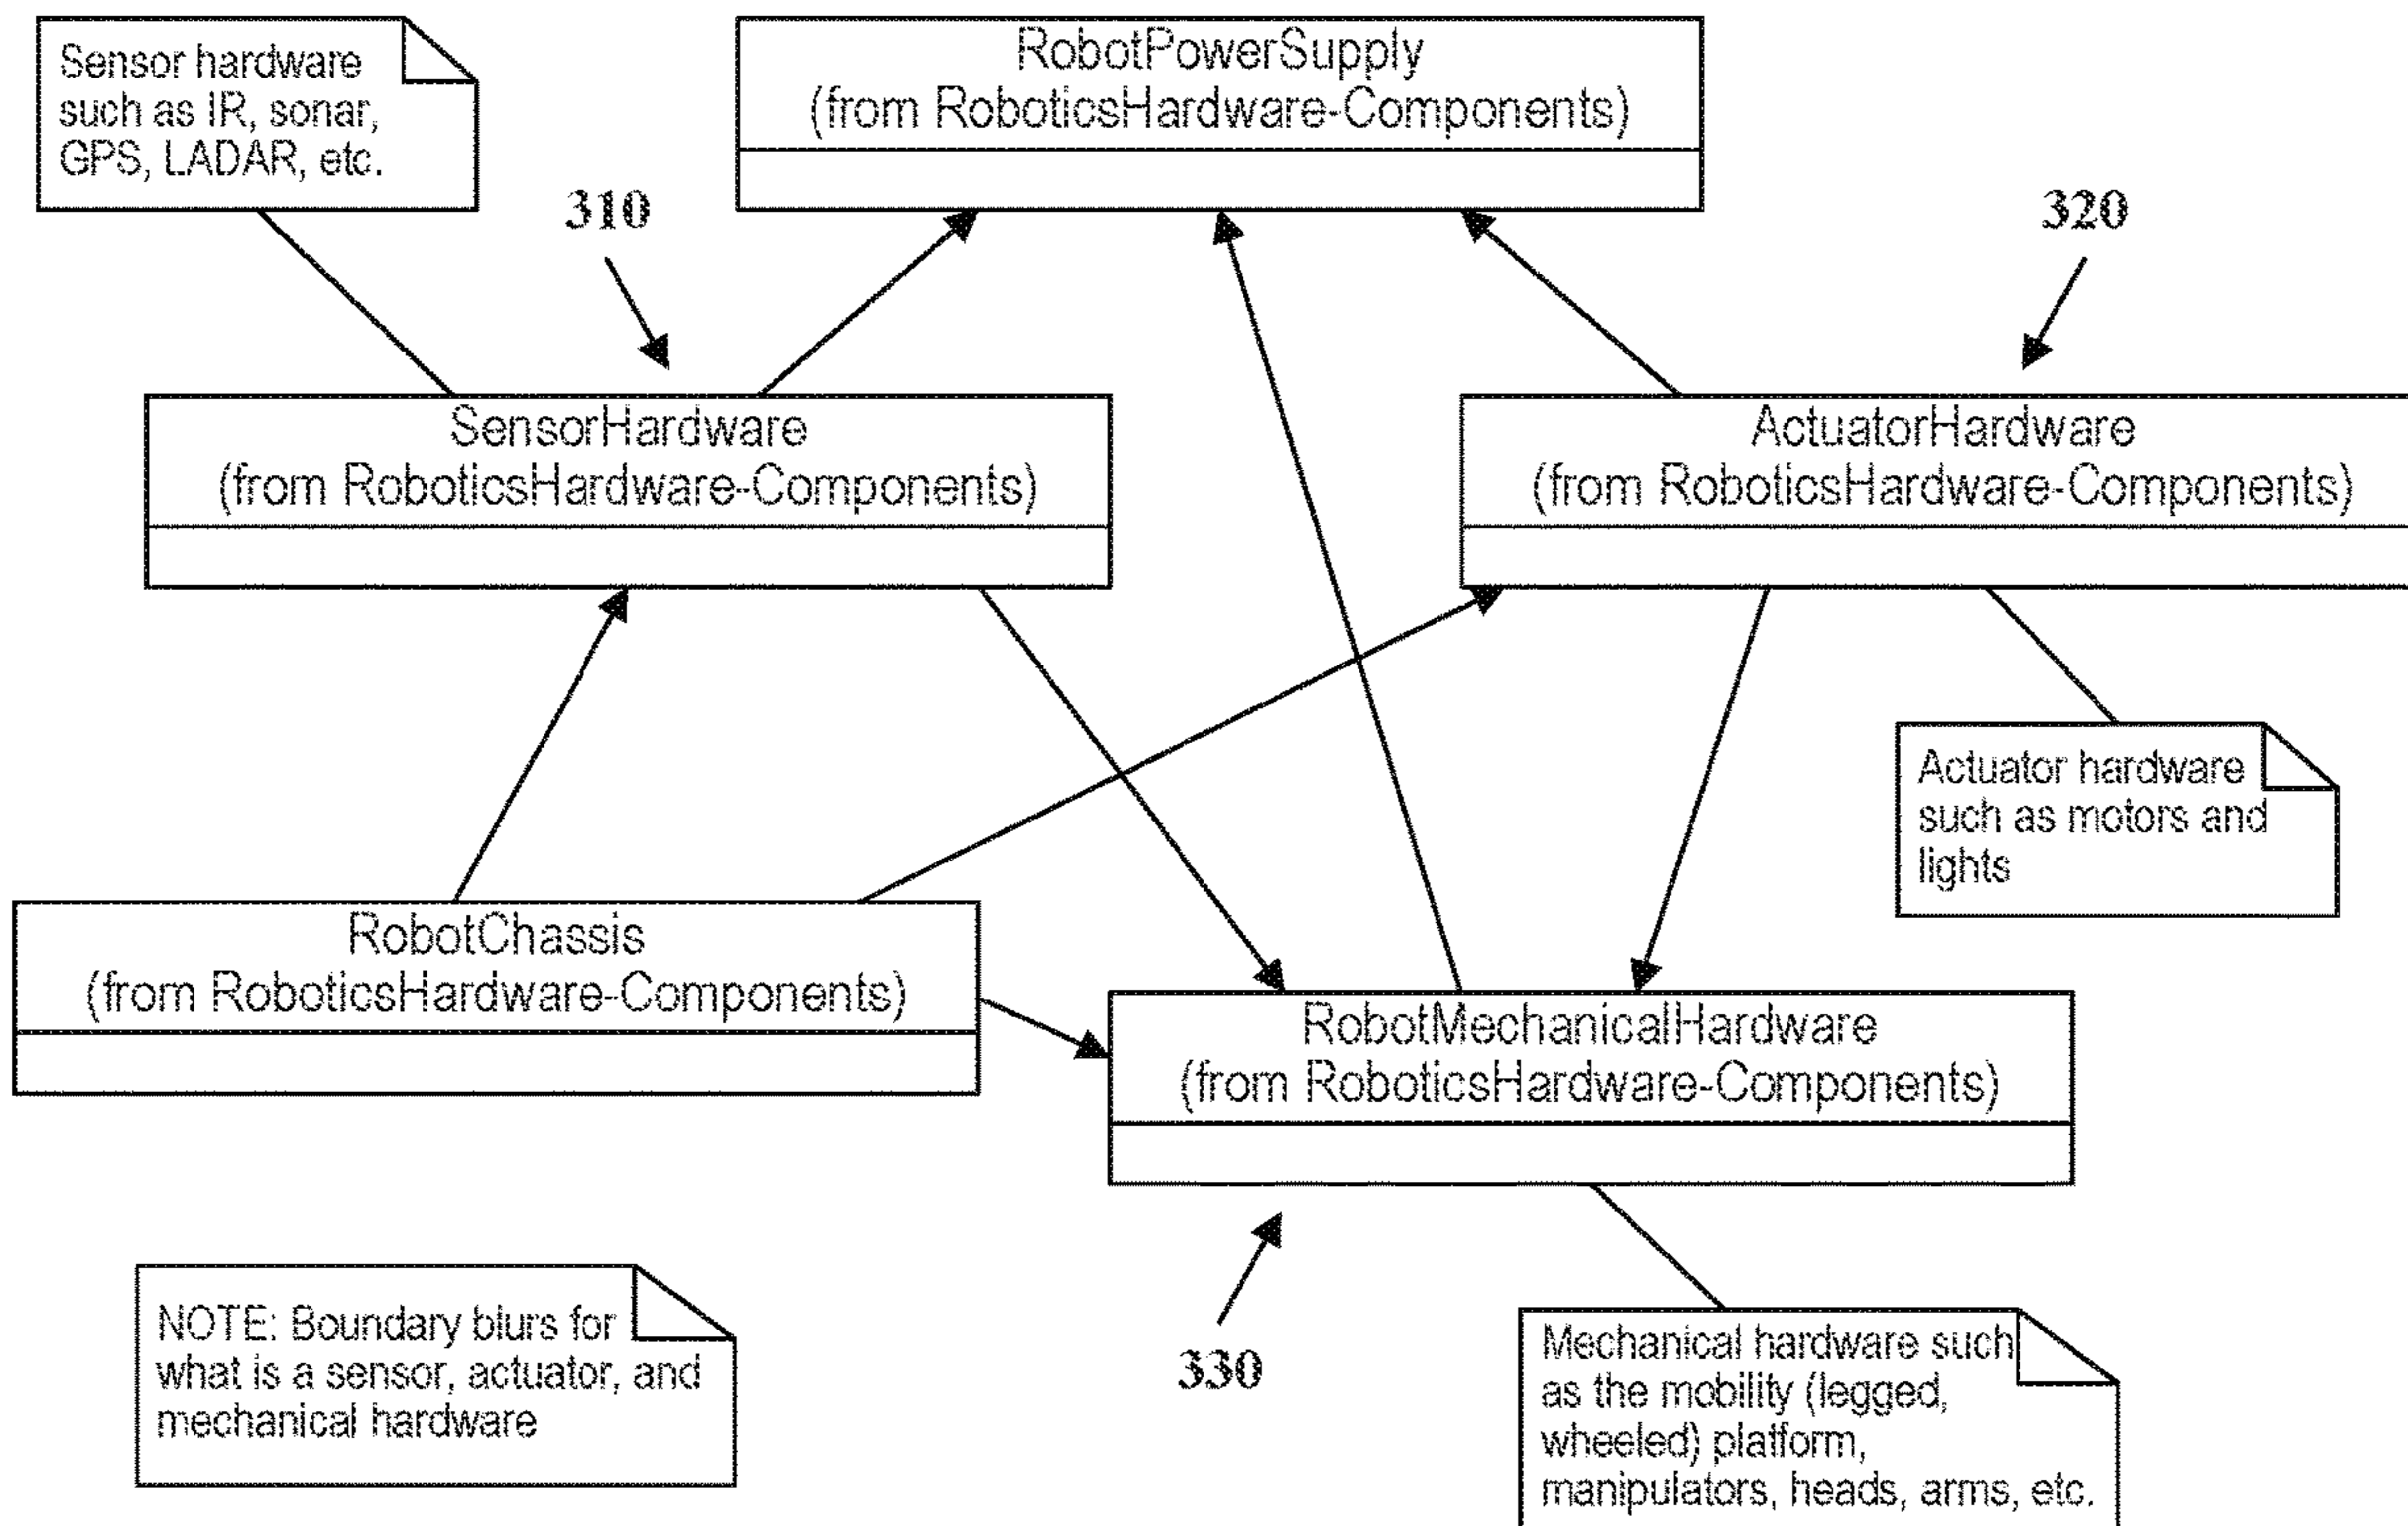 Sensor hardware
such as IR, sonar,
GPS, LADAR, etc.
RobotPowerSupply
(from RoboticsHardware-Components)
310
320
SensorHardware
(from RoboticsHardware-Components)
ActuatorHardware
(from RoboticsHardware-Components)
Actuator hardware
such as motors and
lights
RobotChassis
(from RoboticsHardware-Components)
RobotMechanicalHardware
(from RoboticsHardware-Components)
NOTE: Boundary blurs for
what is a sensor, actuator, and
mechanical hardware
330
Mechanical hardware such
as the mobility (legged,
wheeled) platform,
manipulators, heads, arms, etc.